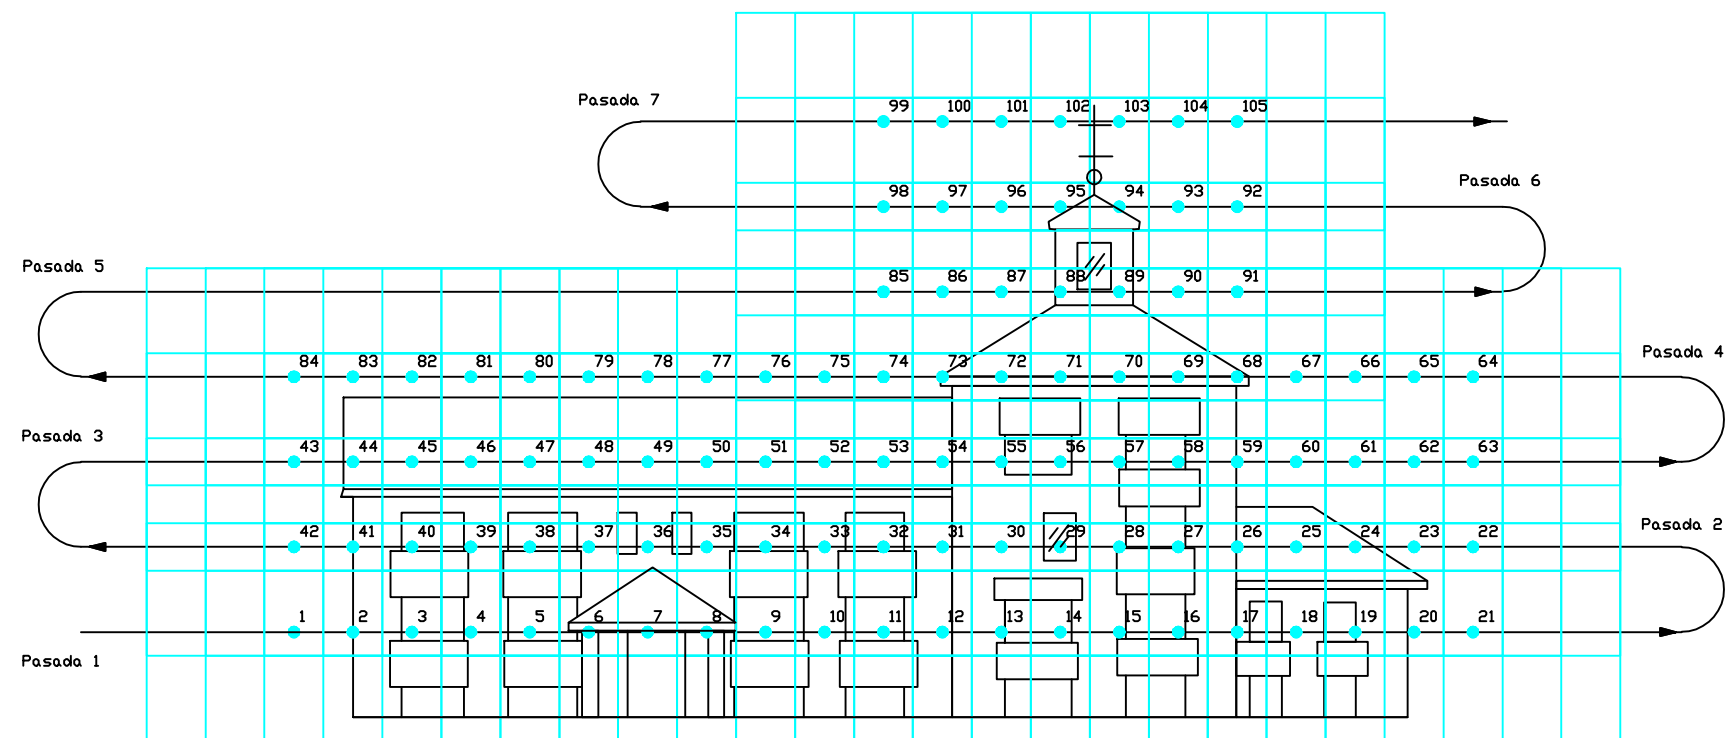 Pasada 7
99 100 101 102 103 104 105
Pasada 6
98 97 96 95 94 93 92
Pasada 5
85 86 87 88 89 90 91
Pasada 4
84 83 82 81 80 79 78 77 76 75 74 73 72 71 70 69 68 67 66 65 64
Pasada 3
43 44 45 46 47 48 49 50 51 52 53 54 55 56 57 58 59 60 61 62 63
Pasada 2
42 41 40 39 38 37 36 35 34 33 32 31 30 29 28 27 26 25 24 23 22
1 2 3 4 5 6 7 8 9 10 11 12 13 14 15 16 17 18 19 20 21
Pasada 1